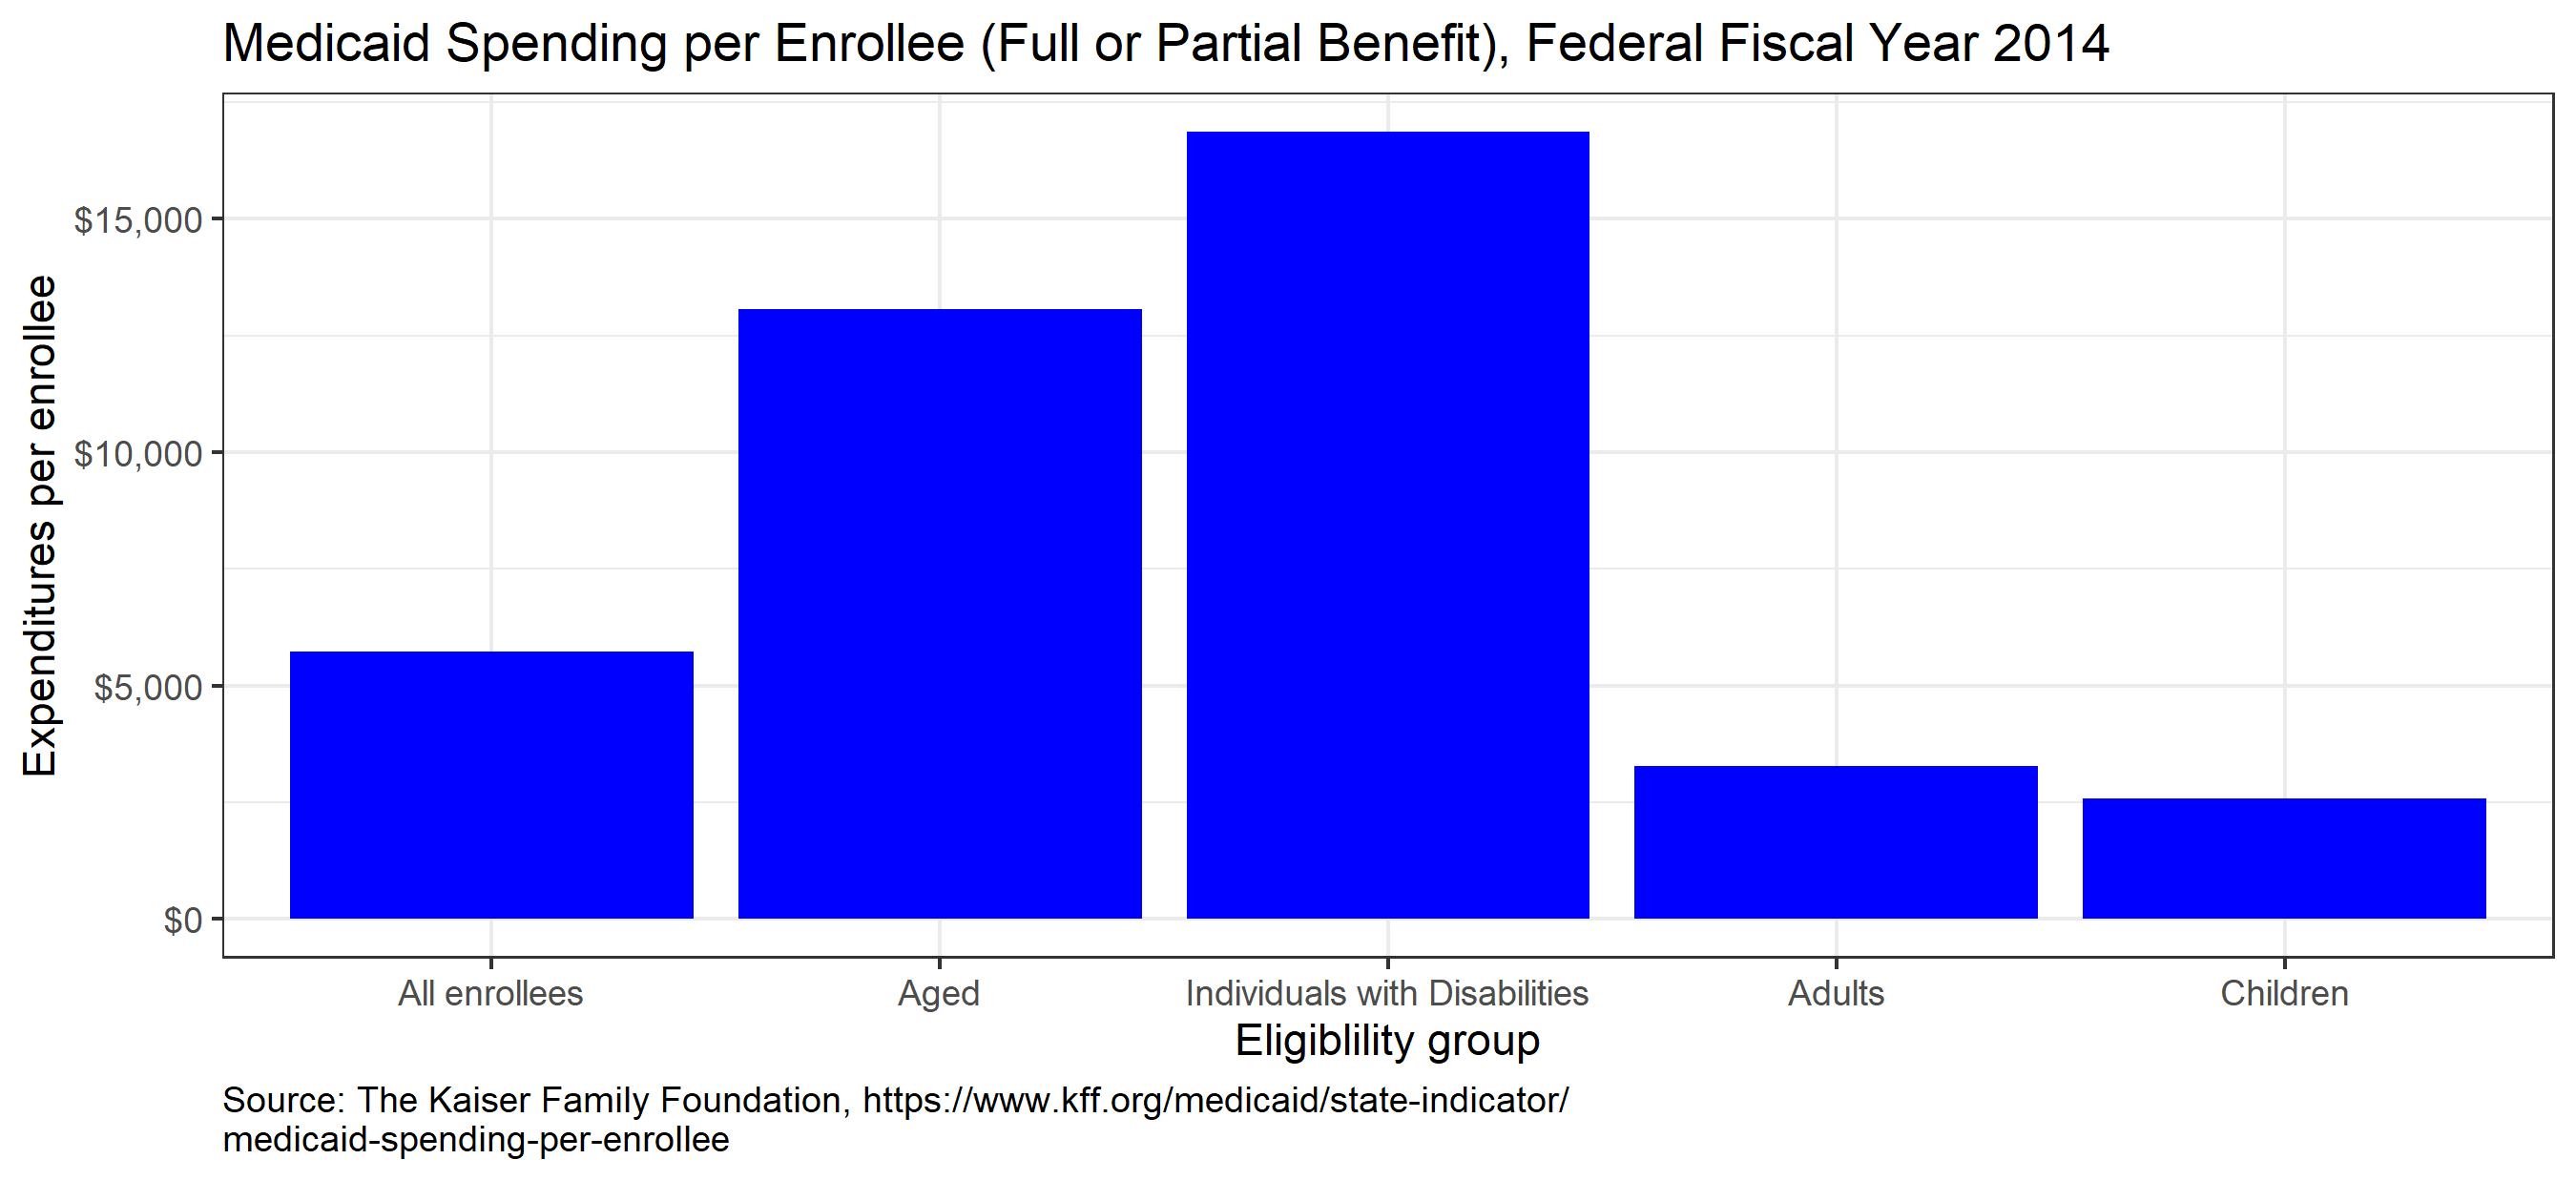 Medicaid Spending per Enrollee (Full or Partial Benefit), Federal Fiscal Year 2014
Expenditures per enrollee
$15,000
$10,000
$5,000
$0
All enrollees
Aged
Individuals with Disabilities
Adults
Children
Eligiblility group
Source: The Kaiser Family Foundation, https://www.kff.org/medicaid/state-indicator/
medicaid-spending-per-enrollee